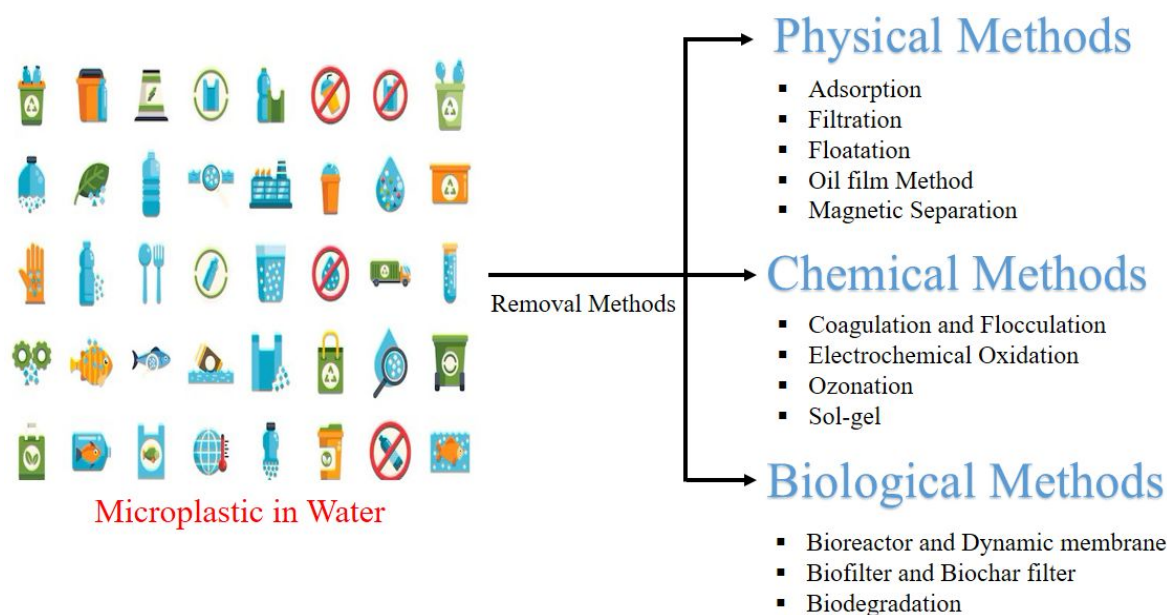 Microplastic in Water
Removal Methods
Physical Methods
▪ Adsorption
▪ Filtration
▪ Floatation
▪ Oil film Method
▪ Magnetic Separation
Chemical Methods
▪ Coagulation and Flocculation
▪ Electrochemical Oxidation
▪ Ozonation
▪ Sol-gel
Biological Methods
▪ Bioreactor and Dynamic membrane
▪ Biofilter and Biochar filter
▪ Biodegradation